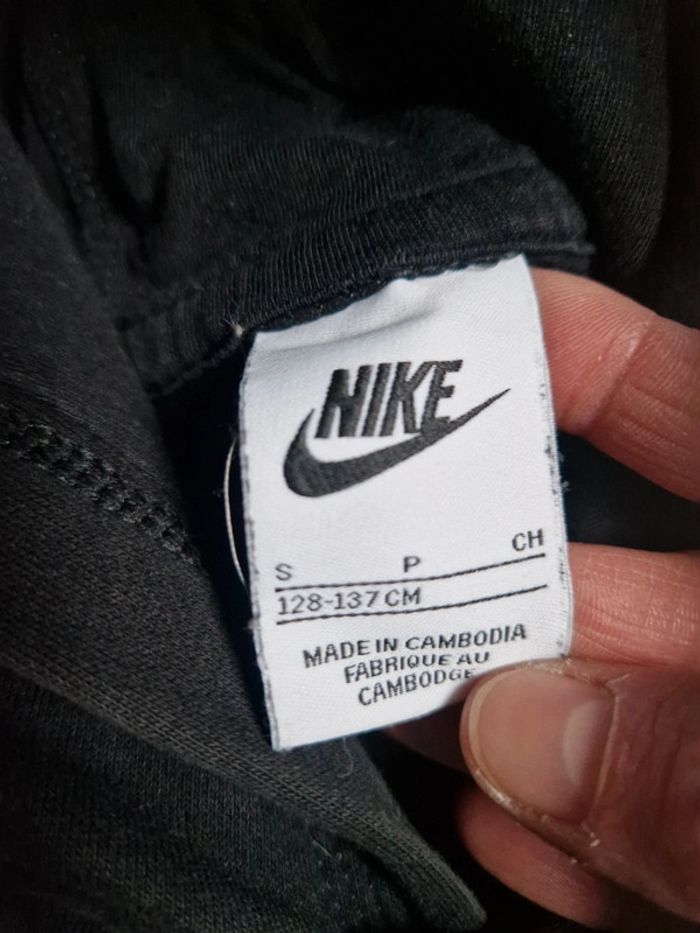 NIKE
S P CH
128-137 CM
MADE IN CAMBODIA
FABRIQUE AU
CAMBODGE